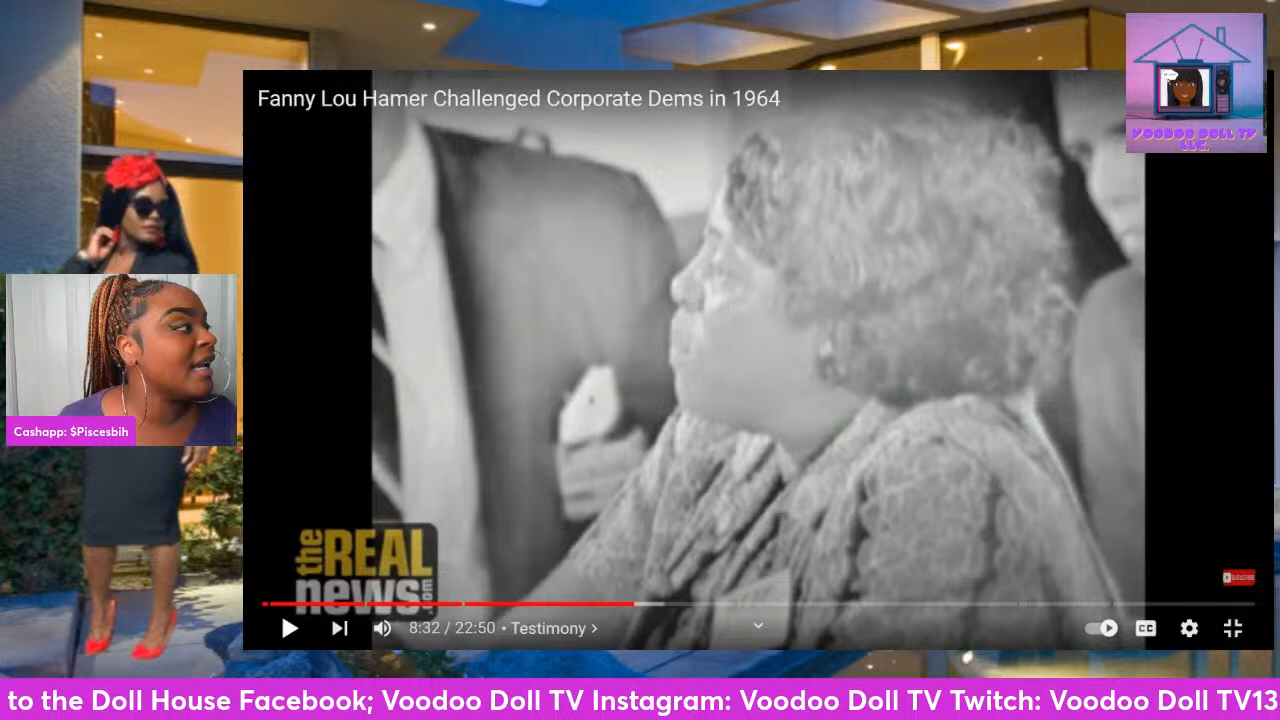 Fanny Lou Hamer Challenged Corporate Dems in 1964
VOODOO DOLL TV
LLC.
Cashapp: $Piscesbih
the REAL
news.com
SUBSCRIBE
8:32 / 22:50 • Testimony >
CC
to the Doll House Facebook; Voodoo Doll TV Instagram: Voodoo Doll TV Twitch: Voodoo Doll TV13